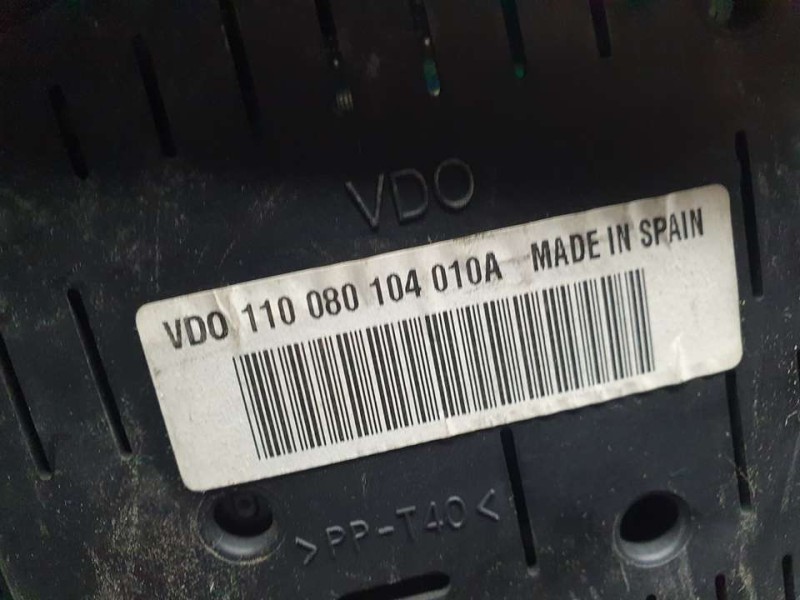 VDO
VDO 110 080 104 010A MADE IN SPAIN
>PP-T40<